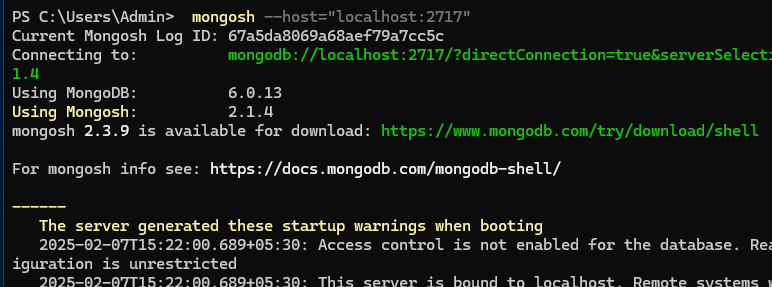 PS C:\Users\Admin>  mongosh --host="localhost:2717"
Current Mongosh Log ID: 67a5da8069a68aef79a7cc5c
Connecting to:          mongodb://localhost:2717/?directConnection=true&serverSelecti
1.4
Using MongoDB:          6.0.13
Using Mongosh:          2.1.4
mongosh 2.3.9 is available for download: https://www.mongodb.com/try/download/shell
For mongosh info see: https://docs.mongodb.com/mongodb-shell/
------
   The server generated these startup warnings when booting
   2025-02-07T15:22:00.689+05:30: Access control is not enabled for the database. Rea
iguration is unrestricted
   2025-02-07T15:22:00.689+05:30: This server is bound to localhost. Remote systems w